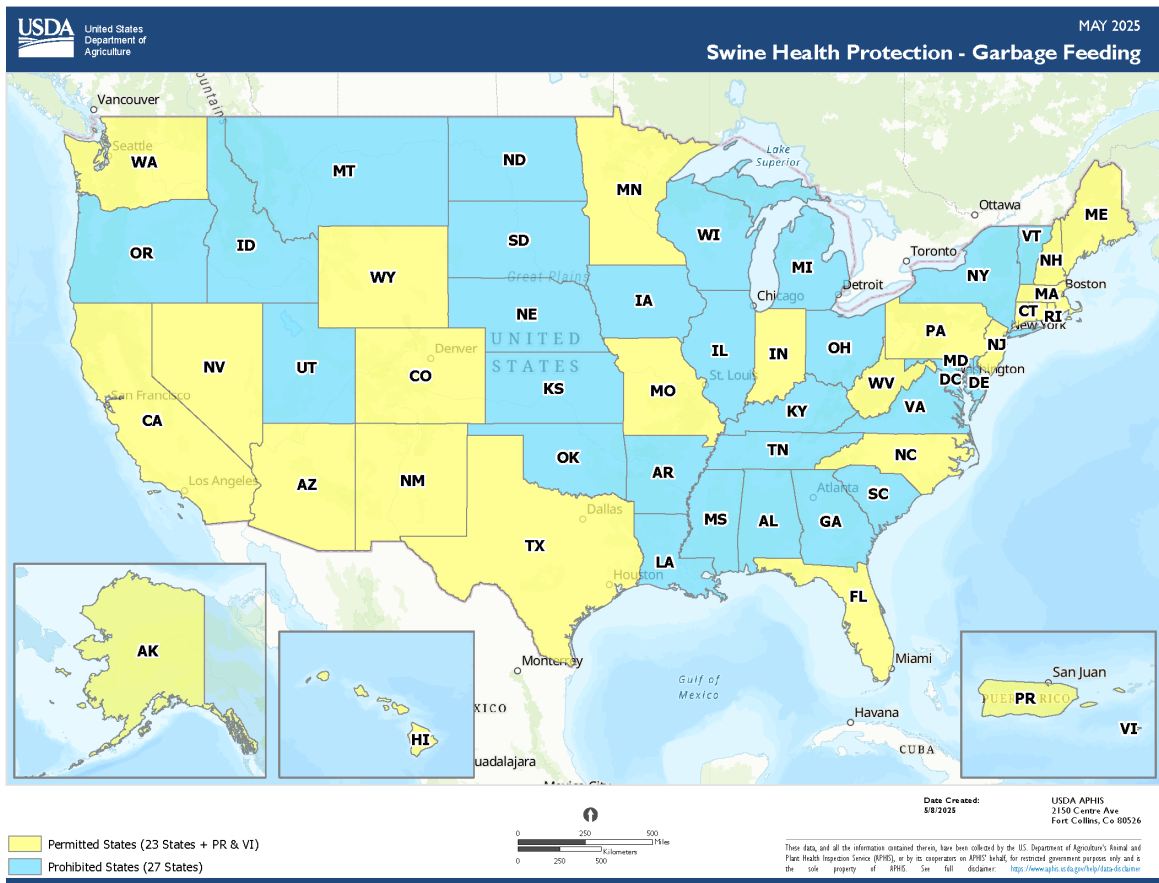 USDA
United States
Department of
Agriculture
MAY 2025
Swine Health Protection - Garbage Feeding
Vancouver
ountain
Seattle
WA
MT
ND
MN
Lake
Superior
Ottawa
ME
OR
ID
SD
WI
MI
Toronto
VT
NH
NY
MA
Boston
CT
RI
New York
WY
Great Plains
IA
Chicago
Detroit
NE
UNITED
STATES
PA
NJ
NV
UT
Denver
CO
KS
IL
IN
OH
MD
Washington
DC
DE
WV
VA
St. Louis
MO
KY
San Francisco
CA
TN
NC
Los Angeles
AZ
NM
OK
AR
Atlanta
SC
MS
AL
GA
Dallas
TX
LA
Houston
FL
AK
HI
Monterrey
XICO
uadalajara
Mexico City
Gulf of
Mexico
Miami
Havana
CUBA
San Juan
PUERTO RICO
PR
VI
Permitted States (23 States + PR & VI)
Prohibited States (27 States)
0 250 500
Miles
Kilometers
0 250 500
Date Created:
5/8/2025
USDA APHIS
2150 Centre Ave
Fort Collins, Co 80526
These data, and all the information contained herein, have been collected by the U.S. Department of Agriculture's Animal and
Plant Health Inspection Service (APHIS), or by its cooperators on APHIS' behalf, for restricted government purposes only and is
the sole property of APHIS. See full disclaimer: https://www.aphis.usda.gov/help/data-disclaimer